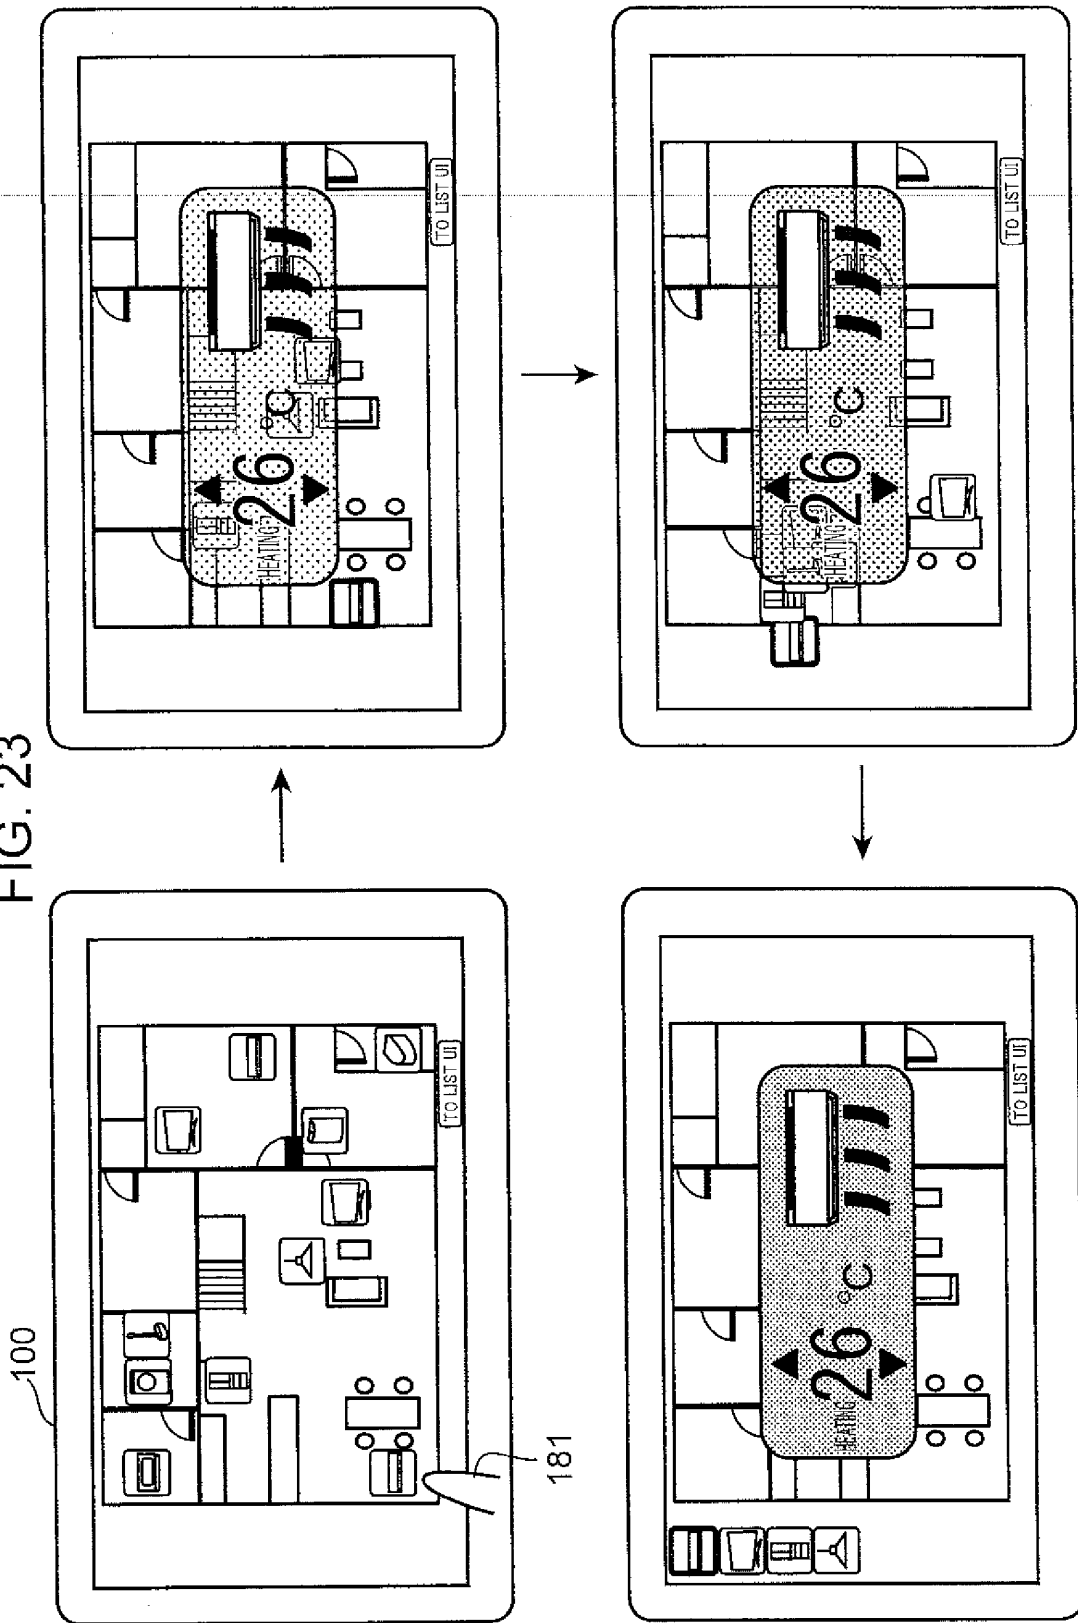 FIG. 23
100
181
TO LIST UI
HEATING
26
°C
TO LIST UI
HEATING
26
°C
TO LIST UI
HEATING
26
°C
TO LIST UI